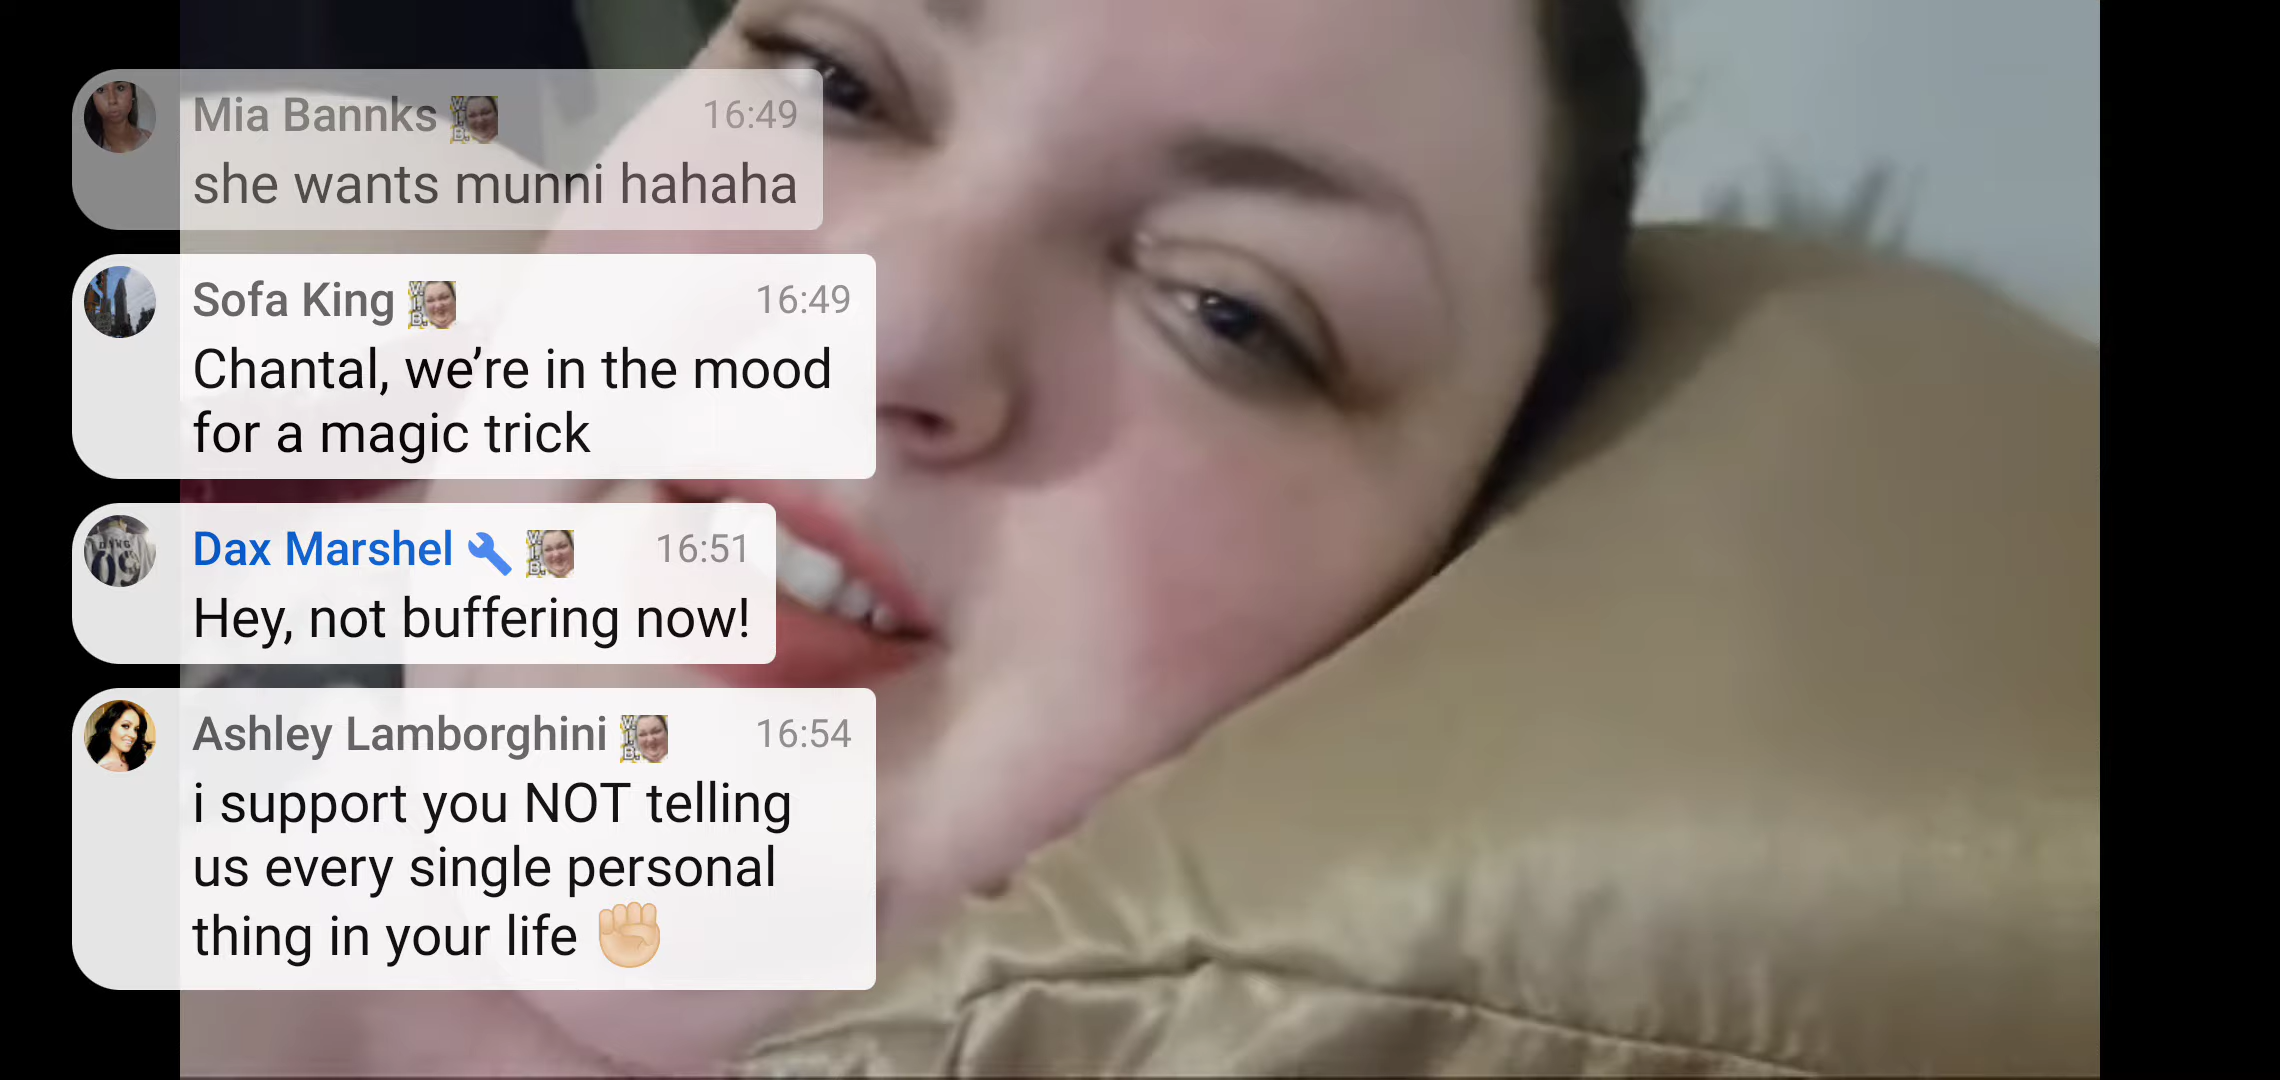 Mia Bannks 16:49
she wants munni hahaha
Sofa King 16:49
Chantal, we’re in the mood
for a magic trick
Dax Marshel 16:51
Hey, not buffering now!
Ashley Lamborghini 16:54
i support you NOT telling
us every single personal
thing in your life ✊🏻